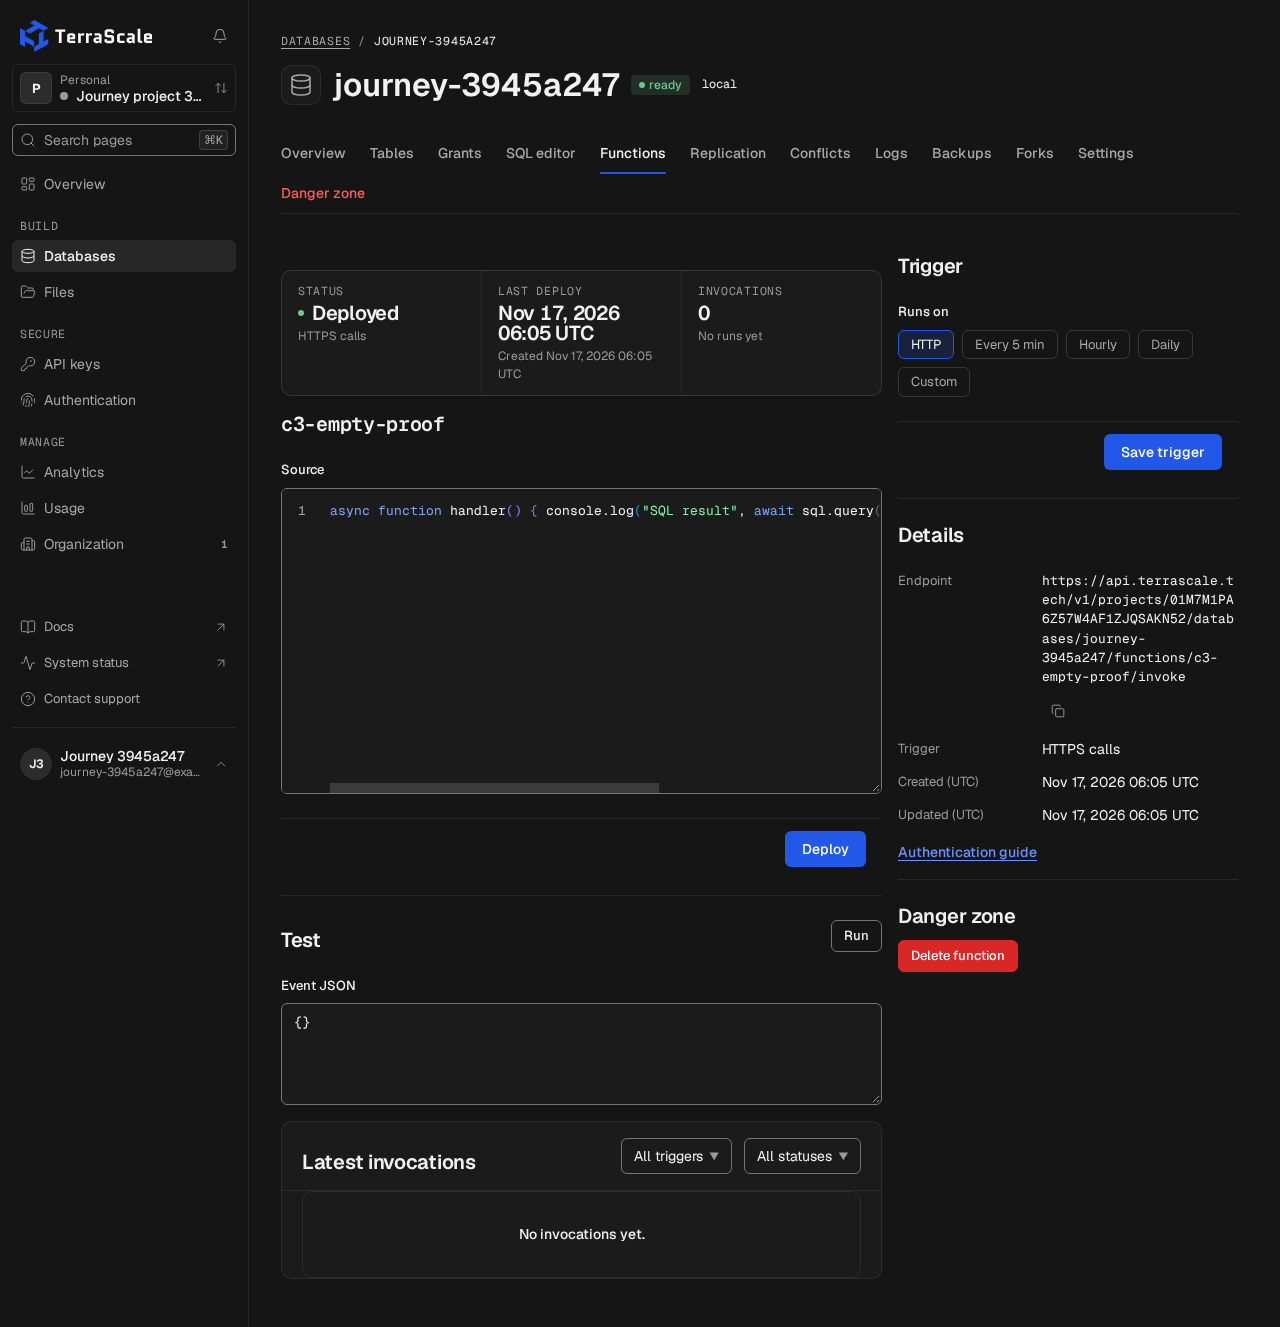 TerraScale
P
Personal
Journey project 3…
Search pages
⌘K
Overview
BUILD
Databases
Files
SECURE
API keys
Authentication
MANAGE
Analytics
Usage
Organization 1
Docs
System status
Contact support
J3
Journey 3945a247
journey-3945a247@exa…
DATABASES / JOURNEY-3945A247
journey-3945a247
ready
local
Overview Tables Grants SQL editor Functions Replication Conflicts Logs Backups Forks Settings
Danger zone
STATUS
Deployed
HTTPS calls
LAST DEPLOY
Nov 17, 2026
06:05 UTC
Created Nov 17, 2026 06:05
UTC
INVOCATIONS
0
No runs yet
c3-empty-proof
Source
1 async function handler() { console.log("SQL result", await sql.query(
Deploy
Test
Run
Event JSON
{}
Latest invocations
All triggers ▼
All statuses ▼
No invocations yet.
Trigger
Runs on
HTTP Every 5 min Hourly Daily
Custom
Save trigger
Details
Endpoint
https://api.terrascale.t
ech/v1/projects/01M7M1PA
6Z57W4AF1ZJQSAKN52/datab
ases/journey-
3945a247/functions/c3-
empty-proof/invoke
Trigger HTTPS calls
Created (UTC) Nov 17, 2026 06:05 UTC
Updated (UTC) Nov 17, 2026 06:05 UTC
Authentication guide
Danger zone
Delete function